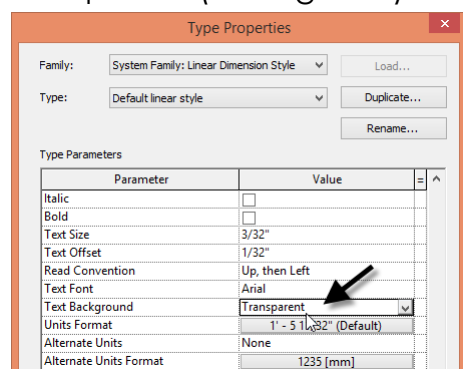 Type Properties ×
Family: System Family: Linear Dimension Style Load...
Type: Default linear style Duplicate...
Rename...
Type Parameters
Parameter Value =
Italic
Bold
Text Size 3/32"
Text Offset 1/32"
Read Convention Up, then Left
Text Font Arial
Text Background Transparent
Units Format 1' - 5 (Default)
Alternate Units None
Alternate Units Format 1235 [mm]